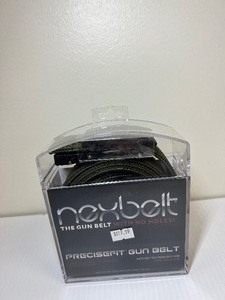 nexbelt
THE GUN BELT WITH NO HOLES!
PRECISEFIT GUN BELT